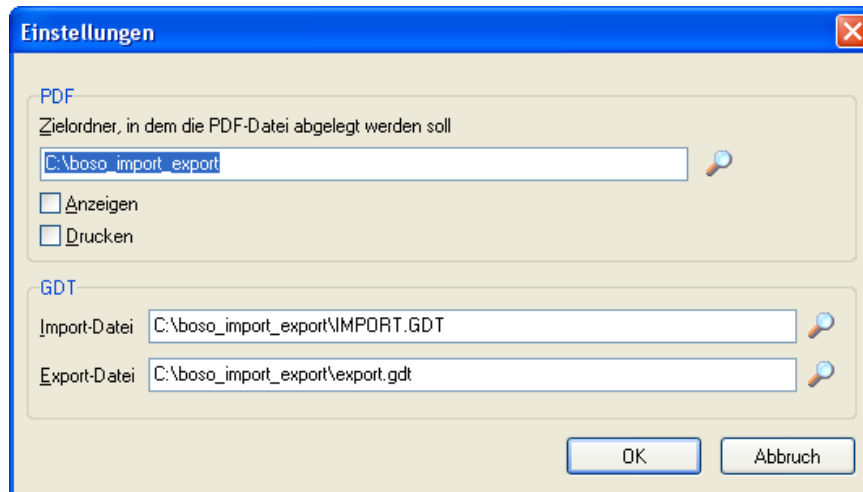 Einstellungen
PDF
Zielordner, in dem die PDF-Datei abgelegt werden soll
C:\boso_import_export
Anzeigen
Drucken
GDT
Import-Datei C:\boso_import_export\IMPORT.GDT
Export-Datei C:\boso_import_export\export.gdt
OK Abbruch